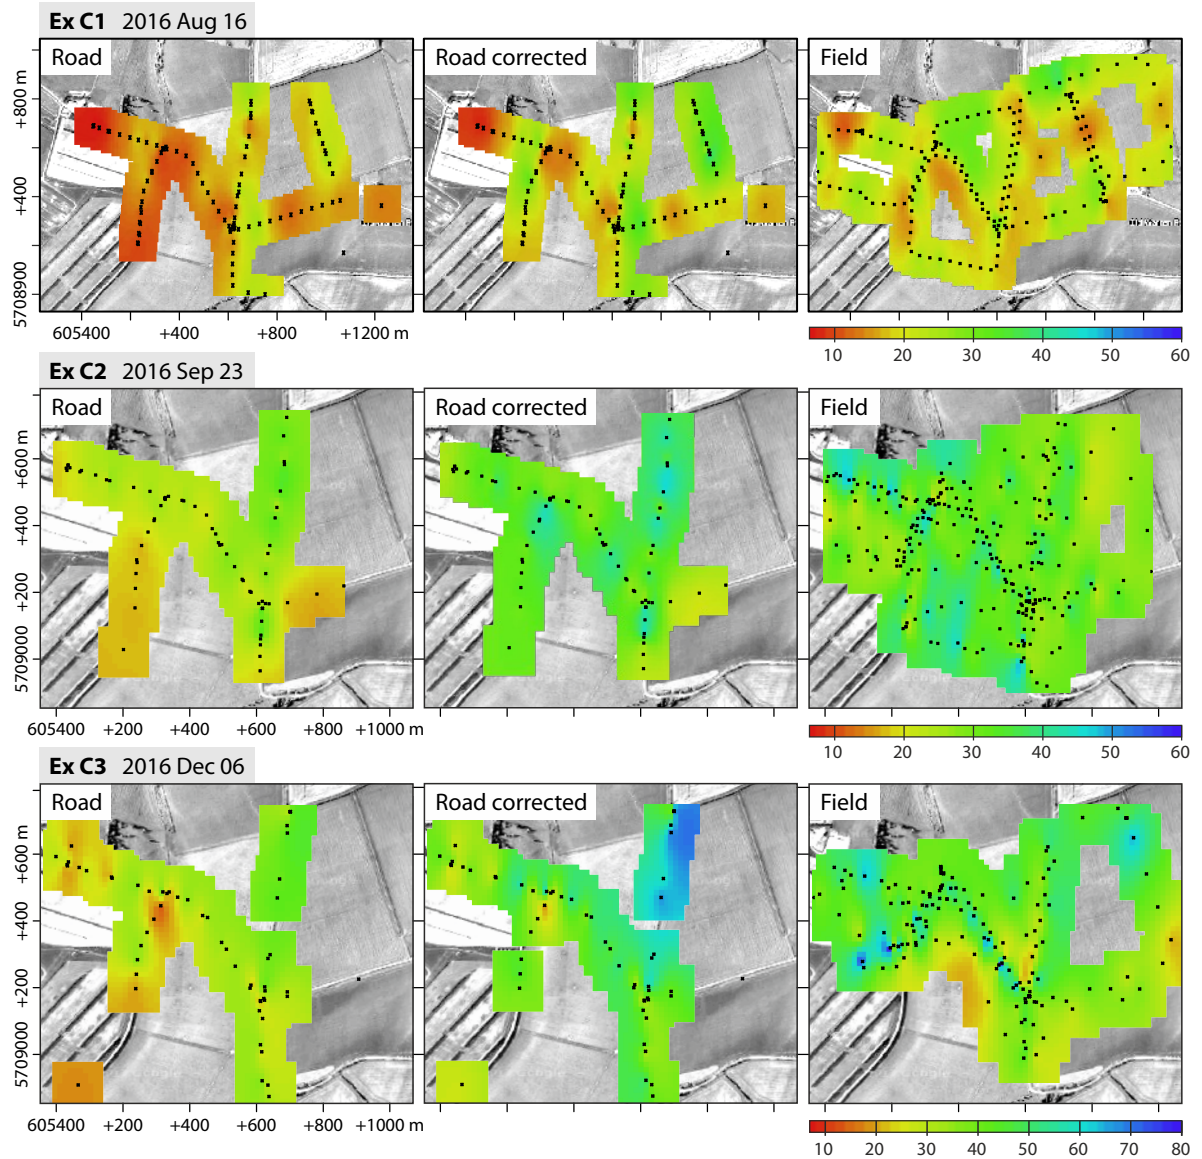 Ex C1 2016 Aug 16
Road
Road corrected
Field
+800 m
+400
5708900
605400 +400 +800 +1200 m
10 20 30 40 50 60
Ex C2 2016 Sep 23
Road
Road corrected
Field
+600 m
+400
+200
5709000
605400 +200 +400 +600 +800 +1000 m
10 20 30 40 50 60
Ex C3 2016 Dec 06
Road
Road corrected
Field
+600 m
+400
+200
5709000
605400 +200 +400 +600 +800 +1000 m
10 20 30 40 50 60 70 80